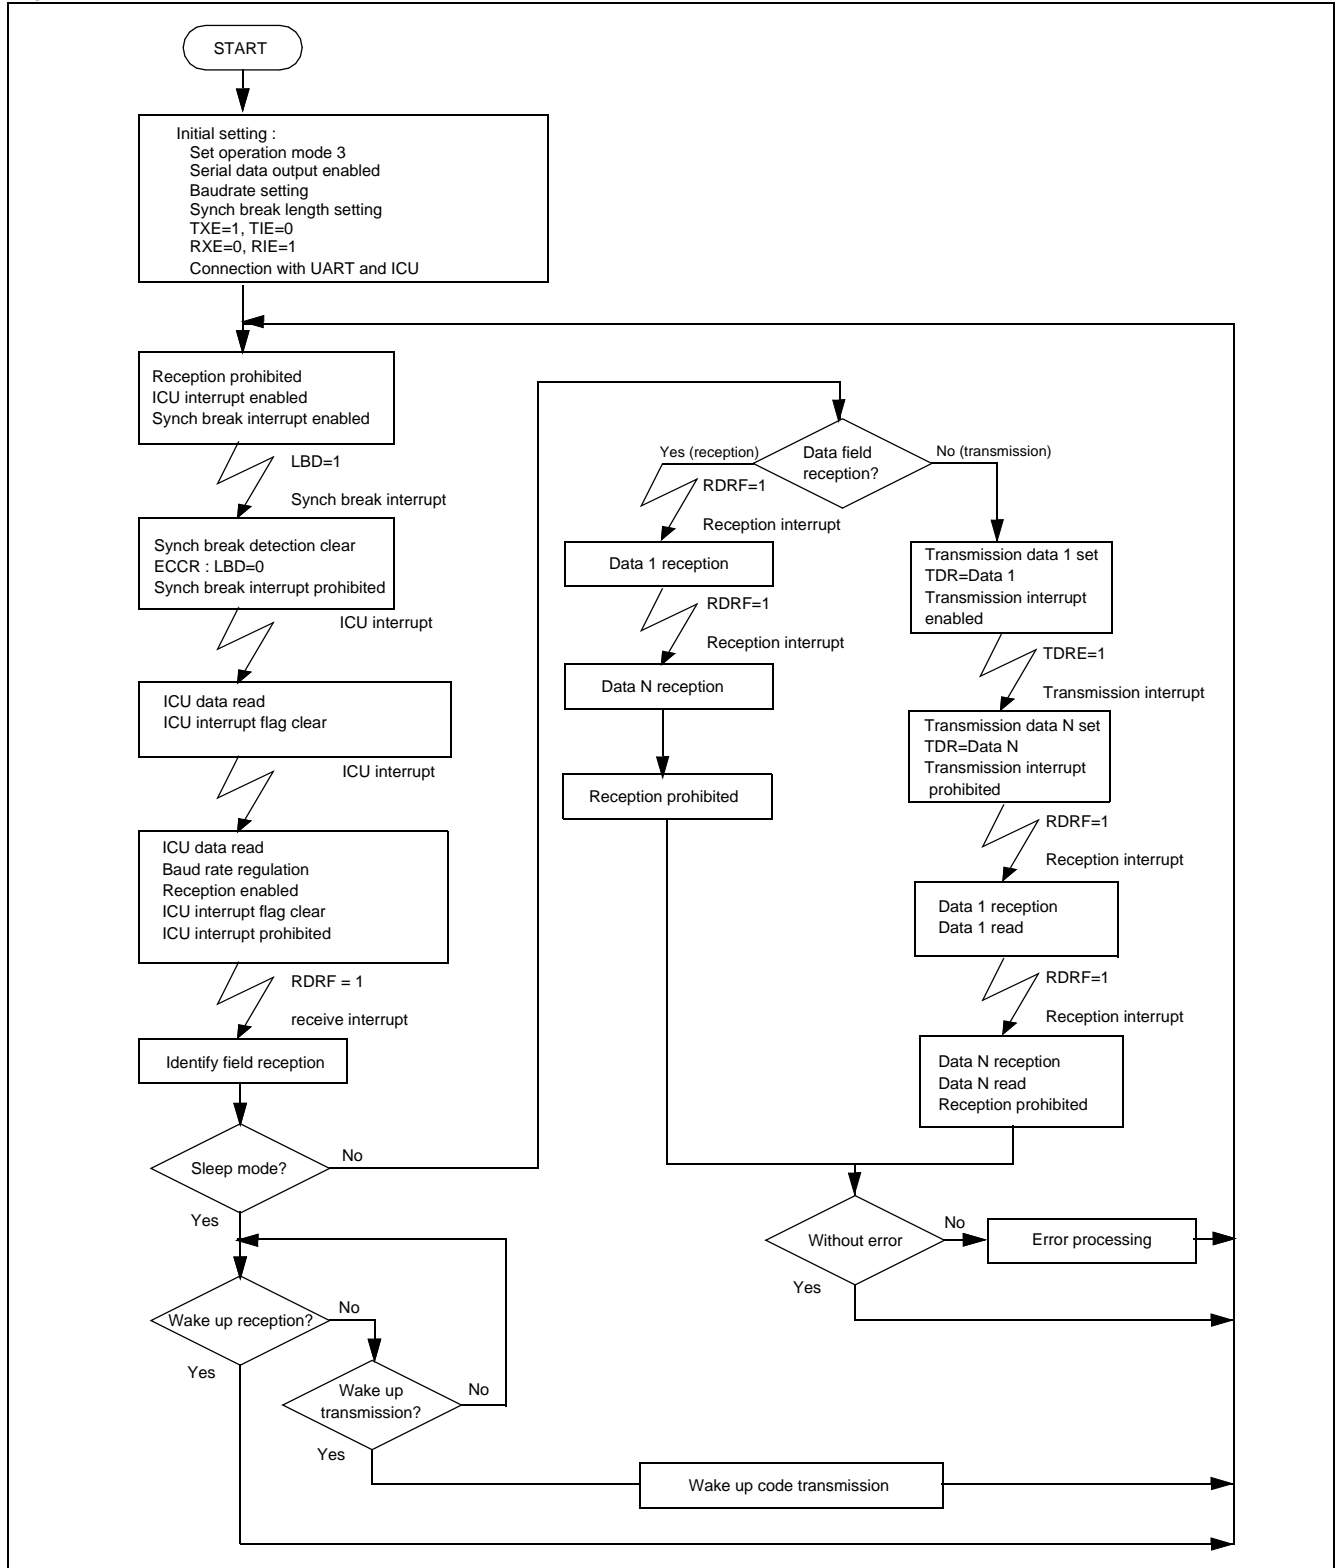 START
Initial setting :
Set operation mode 3
Serial data output enabled
Baudrate setting
Synch break length setting
TXE=1, TIE=0
RXE=0, RIE=1
Connection with UART and ICU
Reception prohibited
ICU interrupt enabled
Synch break interrupt enabled
LBD=1
Synch break interrupt
Synch break detection clear
ECCR : LBD=0
Synch break interrupt prohibited
ICU interrupt
ICU data read
ICU interrupt flag clear
ICU interrupt
ICU data read
Baud rate regulation
Reception enabled
ICU interrupt flag clear
ICU interrupt prohibited
RDRF = 1
receive interrupt
Identify field reception
Sleep mode?
No
Yes
Wake up reception?
No
Yes
Wake up
transmission?
No
Yes
Wake up code transmission
Data field
reception?
Yes (reception)
No (transmission)
RDRF=1
Reception interrupt
Data 1 reception
RDRF=1
Reception interrupt
Data N reception
Reception prohibited
Transmission data 1 set
TDR=Data 1
Transmission interrupt
enabled
TDRE=1
Transmission interrupt
Transmission data N set
TDR=Data N
Transmission interrupt
prohibited
RDRF=1
Reception interrupt
Data 1 reception
Data 1 read
RDRF=1
Reception interrupt
Data N reception
Data N read
Reception prohibited
Without error
No
Error processing
Yes